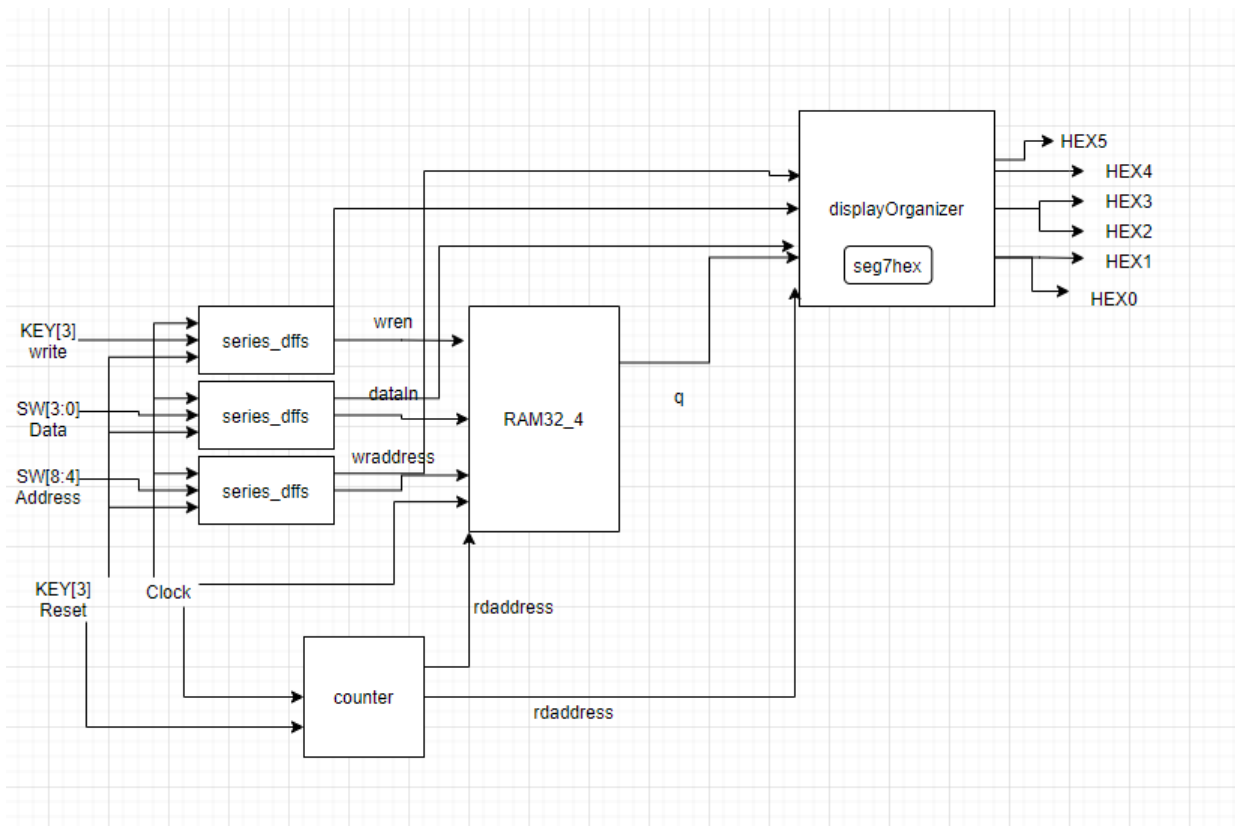 HEX5
HEX4
HEX3
HEX2
HEX1
HEX0
displayOrganizer
seg7hex
KEY[3]
write
series_dffs
wren
SW[3:0]
Data
series_dffs
dataIn
SW[8:4]
Address
series_dffs
wraddress
RAM32_4
q
KEY[3]
Reset
Clock
rdaddress
counter
rdaddress